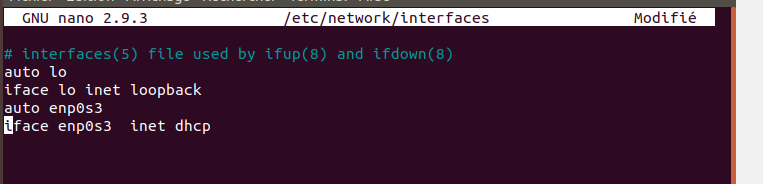 GNU nano 2.9.3 /etc/network/interfaces Modifié
# interfaces(5) file used by ifup(8) and ifdown(8)
auto lo
iface lo inet loopback
auto enp0s3
iface enp0s3  inet dhcp